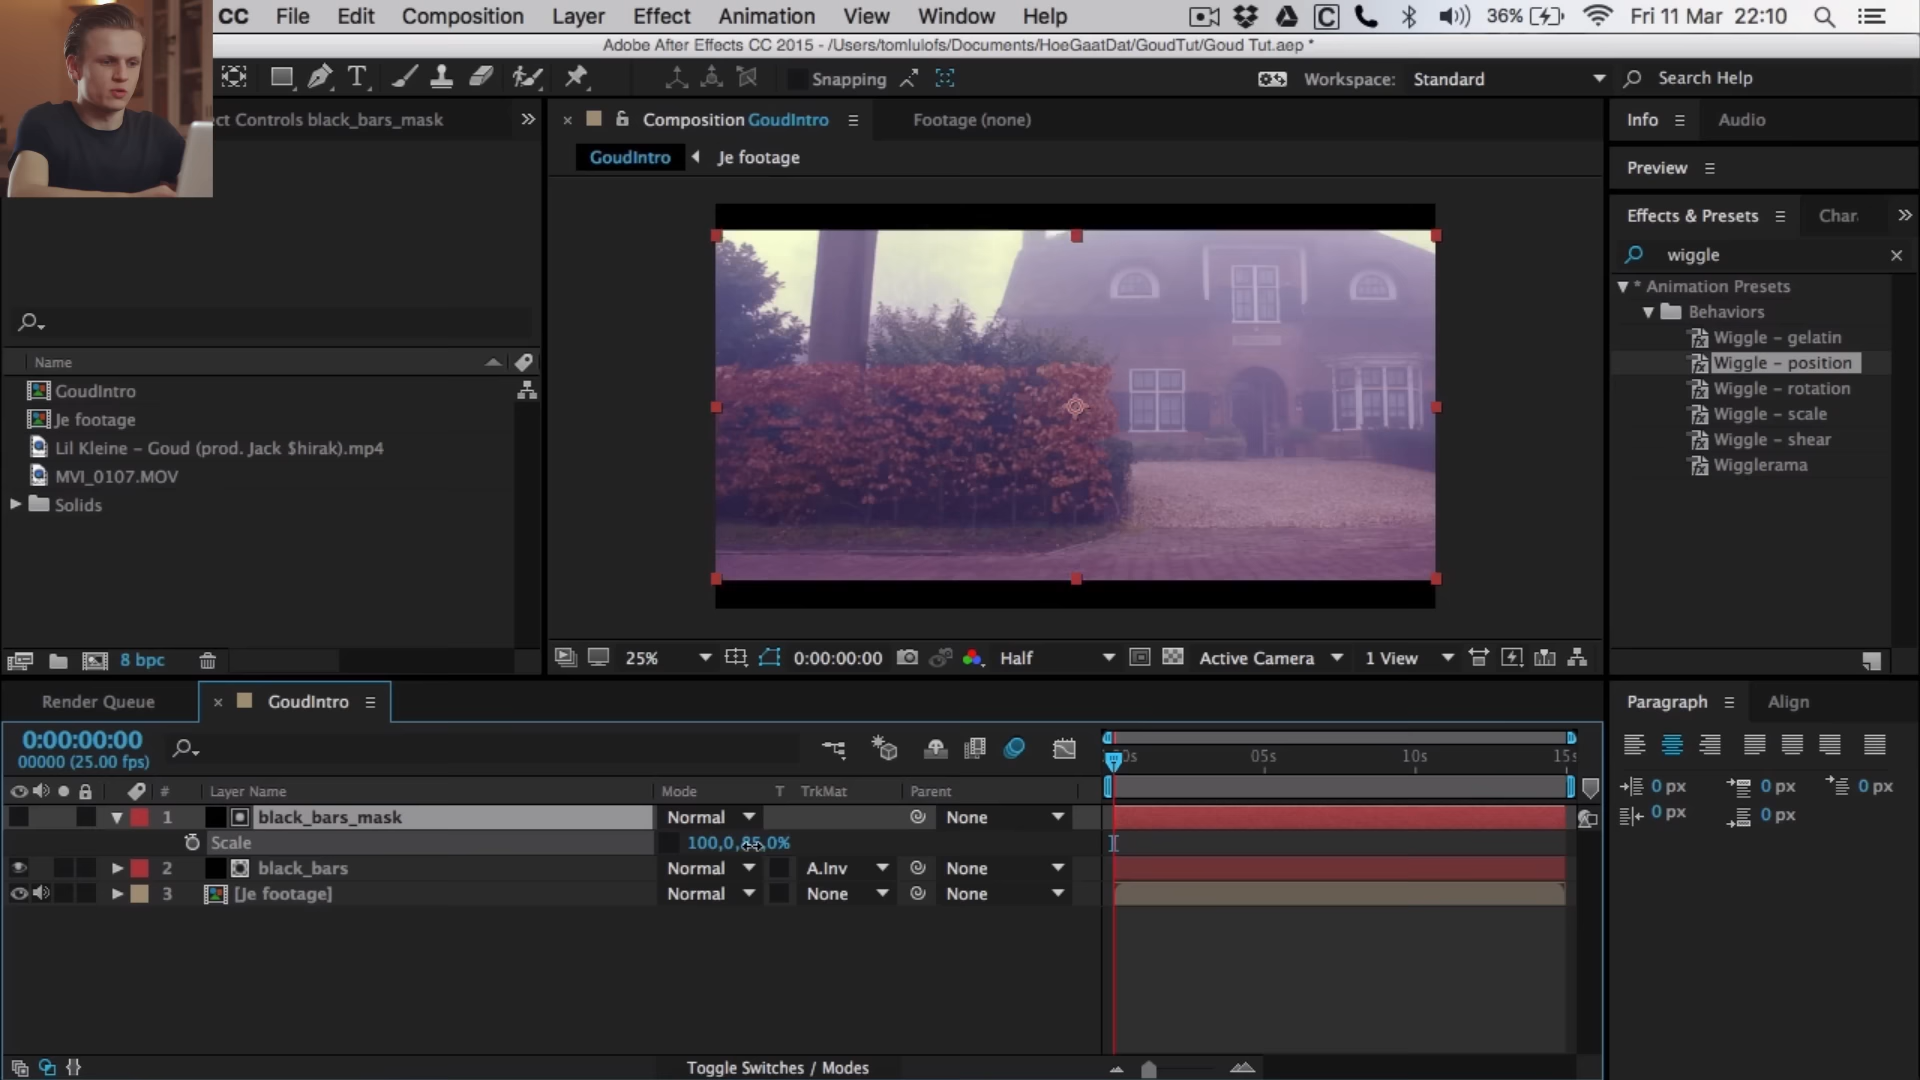 CC File Edit Composition Layer Effect Animation View Window Help 36% Fri 11 Mar 22:10
Adobe After Effects CC 2015 - /Users/tomlulofs/Documents/HoeGaatDat/GoudTut/Goud Tut.aep *
Snapping Workspace: Standard Search Help
ct Controls black_bars_mask
Composition GoudIntro Footage (none)
GoudIntro Je footage
Info Audio
Preview
Effects & Presets Char
wiggle
* Animation Presets
Behaviors
Wiggle - gelatin
Wiggle - position
Wiggle - rotation
Wiggle - scale
Wiggle - shear
Wigglerama
Name
GoudIntro
Je footage
Lil Kleine - Goud (prod. Jack $hirak).mp4
MVI_0107.MOV
Solids
8 bpc
25% 0:00:00:00 Half Active Camera 1 View
Render Queue GoudIntro
0:00:00:00
00000 (25.00 fps)
05s 10s 15s
# Layer Name Mode T TrkMat Parent
1 black_bars_mask Normal None
Scale 100,0, 0%
2 black_bars Normal A.Inv None
3 [Je footage] Normal None None
Toggle Switches / Modes
Paragraph Align
0 px 0 px 0 px
0 px 0 px